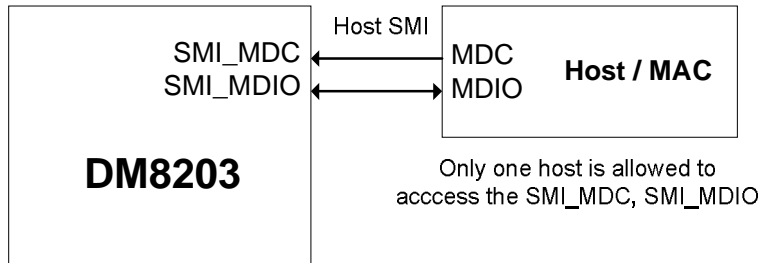 Host SMI
SMI_MDC
MDC
SMI_MDIO
MDIO
Host / MAC
DM8203
Only one host is allowed to
acccess the SMI_MDC, SMI_MDIO